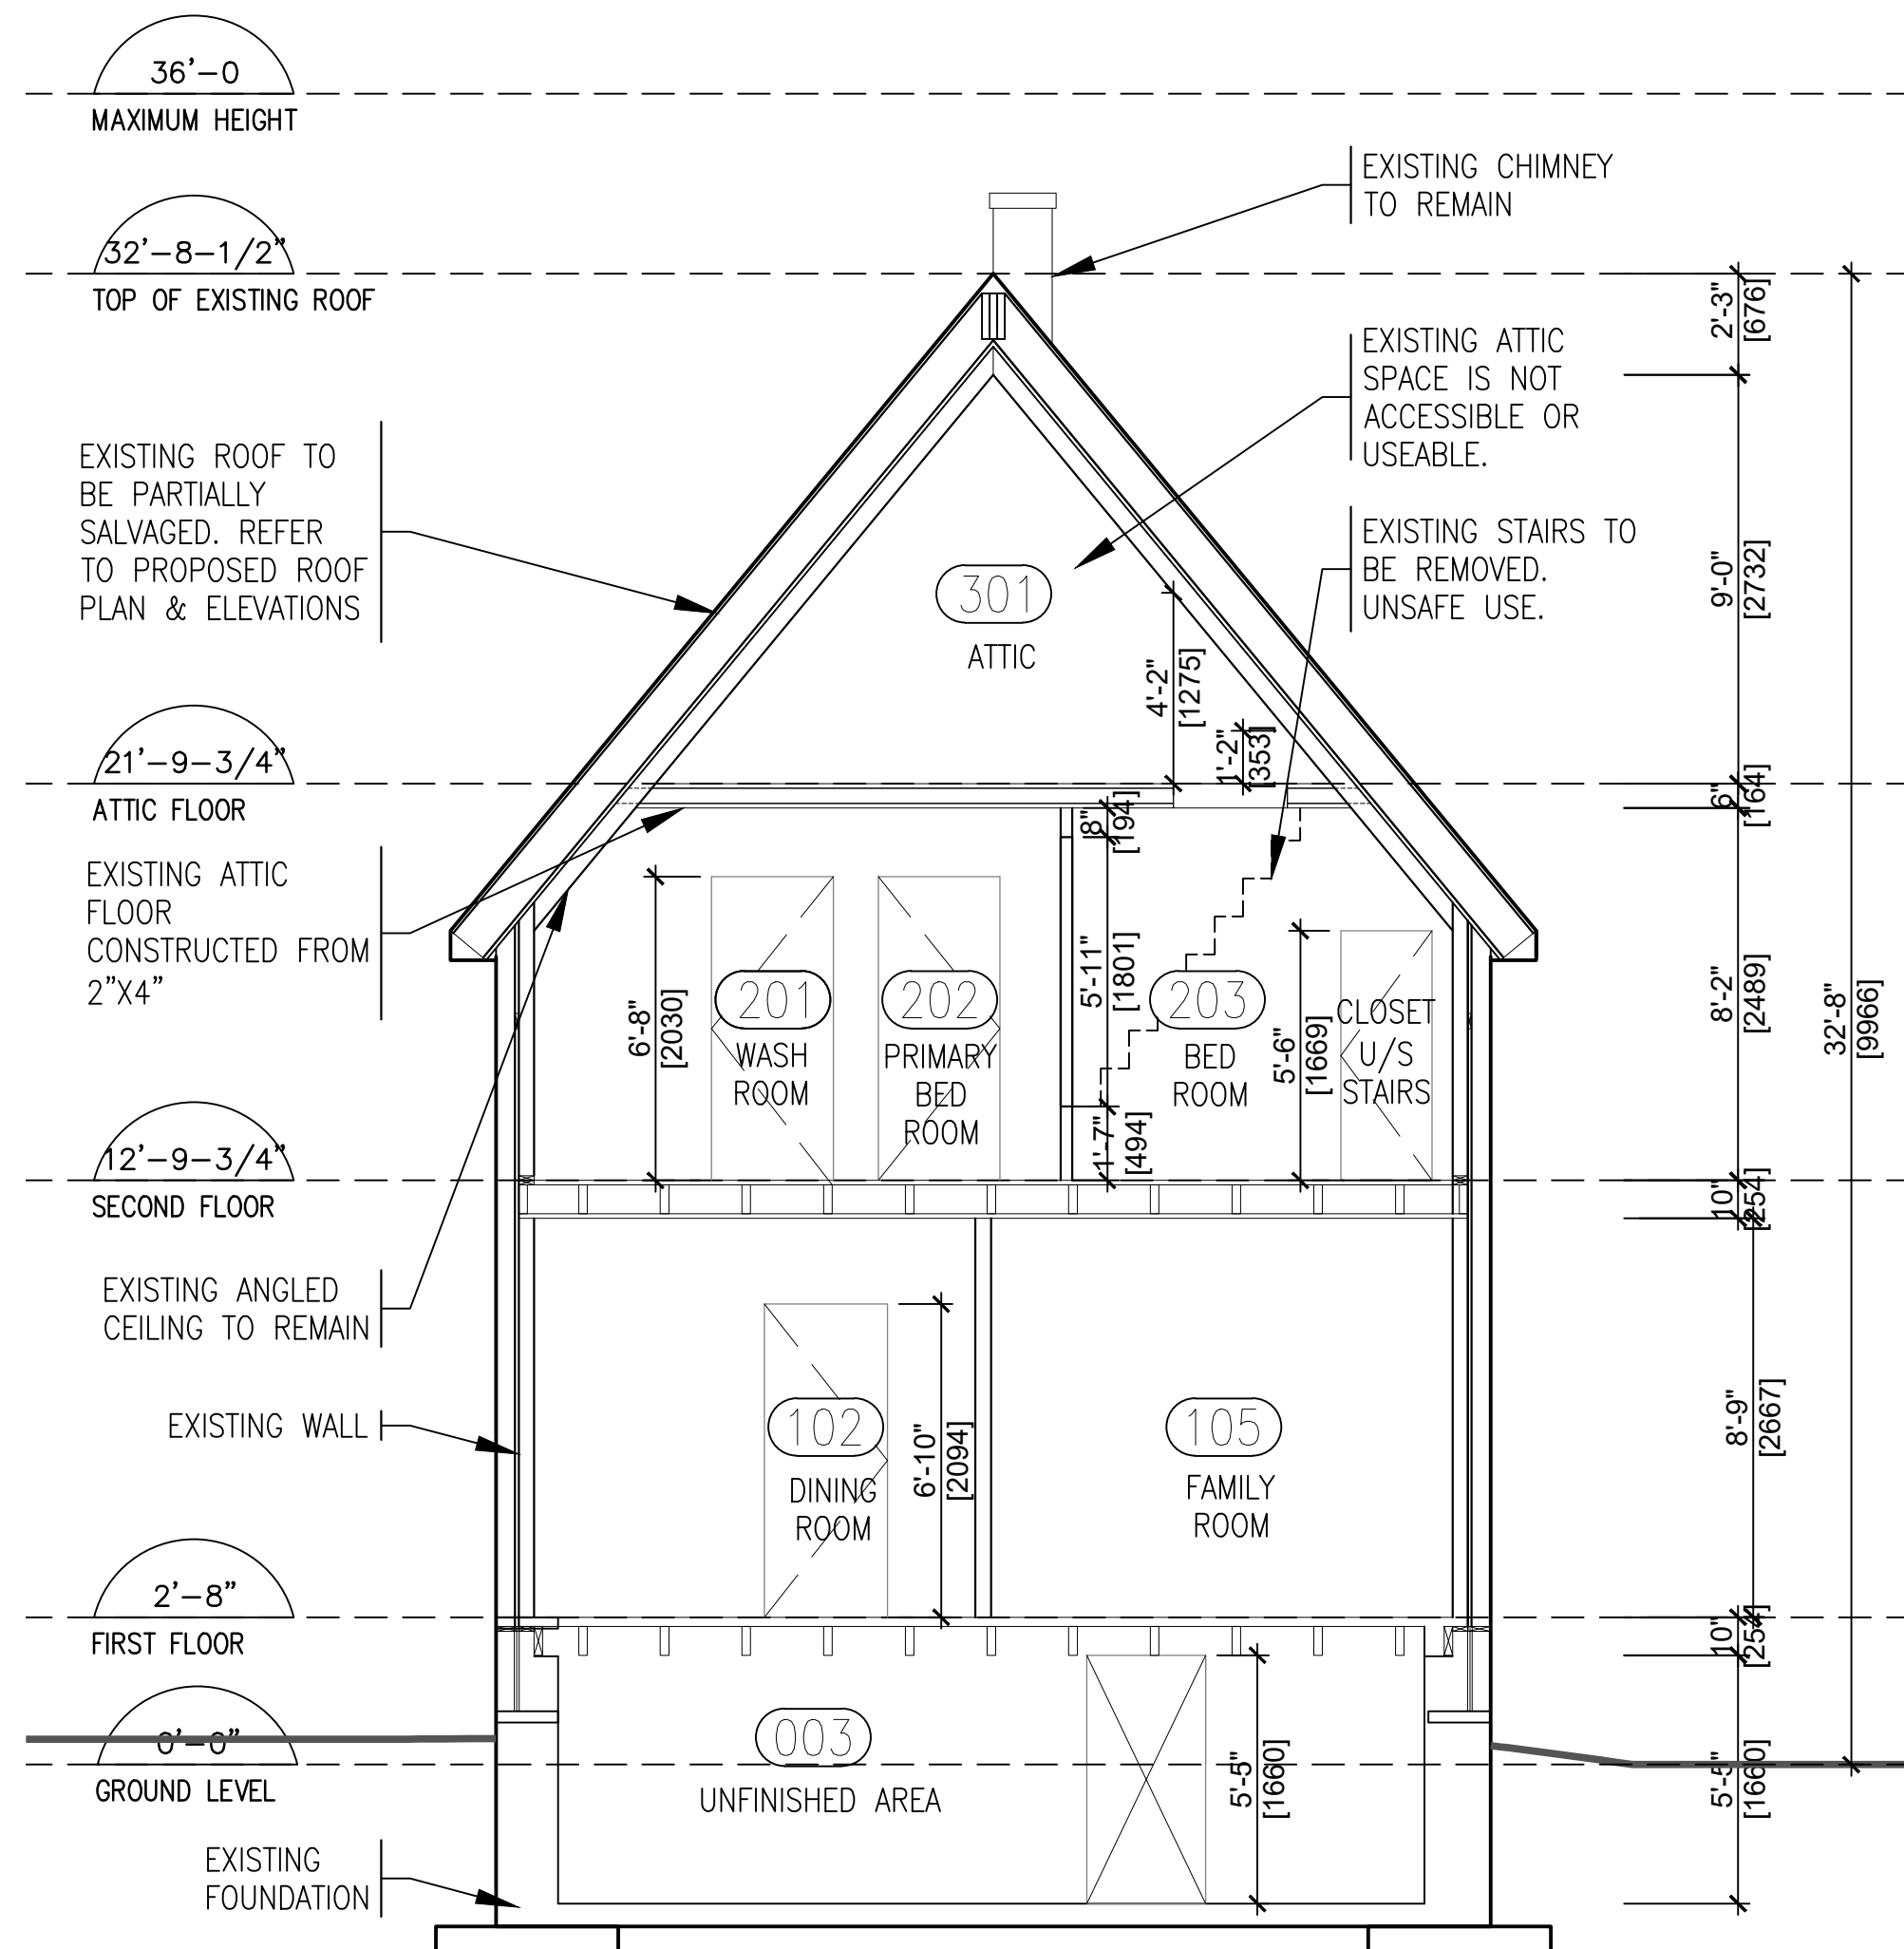 36'-0
MAXIMUM HEIGHT
32'-8-1/2"
TOP OF EXISTING ROOF
EXISTING ROOF TO
BE PARTIALLY
SALVAGED. REFER
TO PROPOSED ROOF
PLAN & ELEVATIONS
21'-9-3/4"
ATTIC FLOOR
EXISTING ATTIC
FLOOR
CONSTRUCTED FROM
2"X4"
12'-9-3/4"
SECOND FLOOR
EXISTING ANGLED
CEILING TO REMAIN
EXISTING WALL
2'-8"
FIRST FLOOR
0'-0"
GROUND LEVEL
EXISTING
FOUNDATION
EXISTING CHIMNEY
TO REMAIN
EXISTING ATTIC
SPACE IS NOT
ACCESSIBLE OR
USEABLE.
EXISTING STAIRS TO
BE REMOVED.
UNSAFE USE.
301
ATTIC
4'-2"
[1275]
1'-2"
[353]
8"
[194]
5'-11"
[1801]
1'-7"
[494]
6'-8"
[2030]
201
WASH
ROOM
202
PRIMARY
BED
ROOM
203
BED
ROOM
5'-6"
[1669]
CLOSET
U/S
STAIRS
102
DINING
ROOM
6'-10"
[2094]
105
FAMILY
ROOM
003
UNFINISHED AREA
5'-5"
[1660]
2'-3"
[676]
9'-0"
[2732]
6"
[164]
8'-2"
[2489]
10"
[254]
8'-9"
[2667]
10"
[254]
5'-5"
[1660]
32'-8"
[9966]